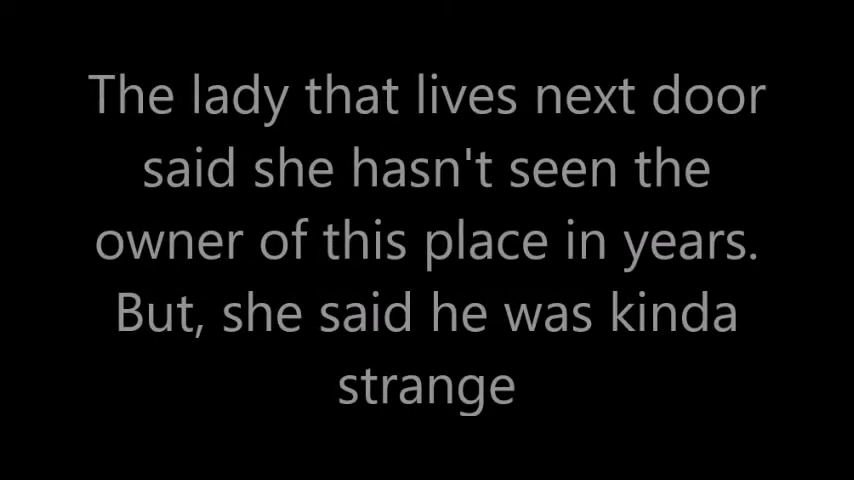 The lady that lives next door
said she hasn't seen the
owner of this place in years.
But, she said he was kinda
strange